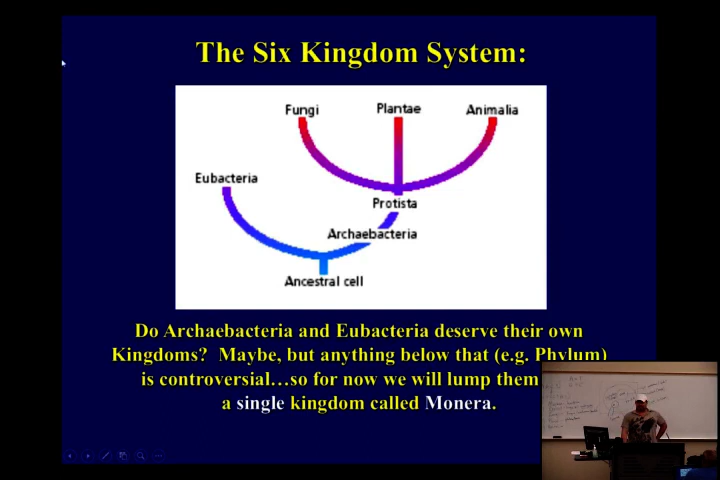 The Six Kingdom System:
Fungi Plantae Animalia
Eubacteria
Protista
Archaebacteria
Ancestral cell
Do Archaebacteria and Eubacteria deserve their own
Kingdoms? Maybe, but anything below that (e.g. Phylum)
is controversial…so for now we will lump them
a single kingdom called Monera.